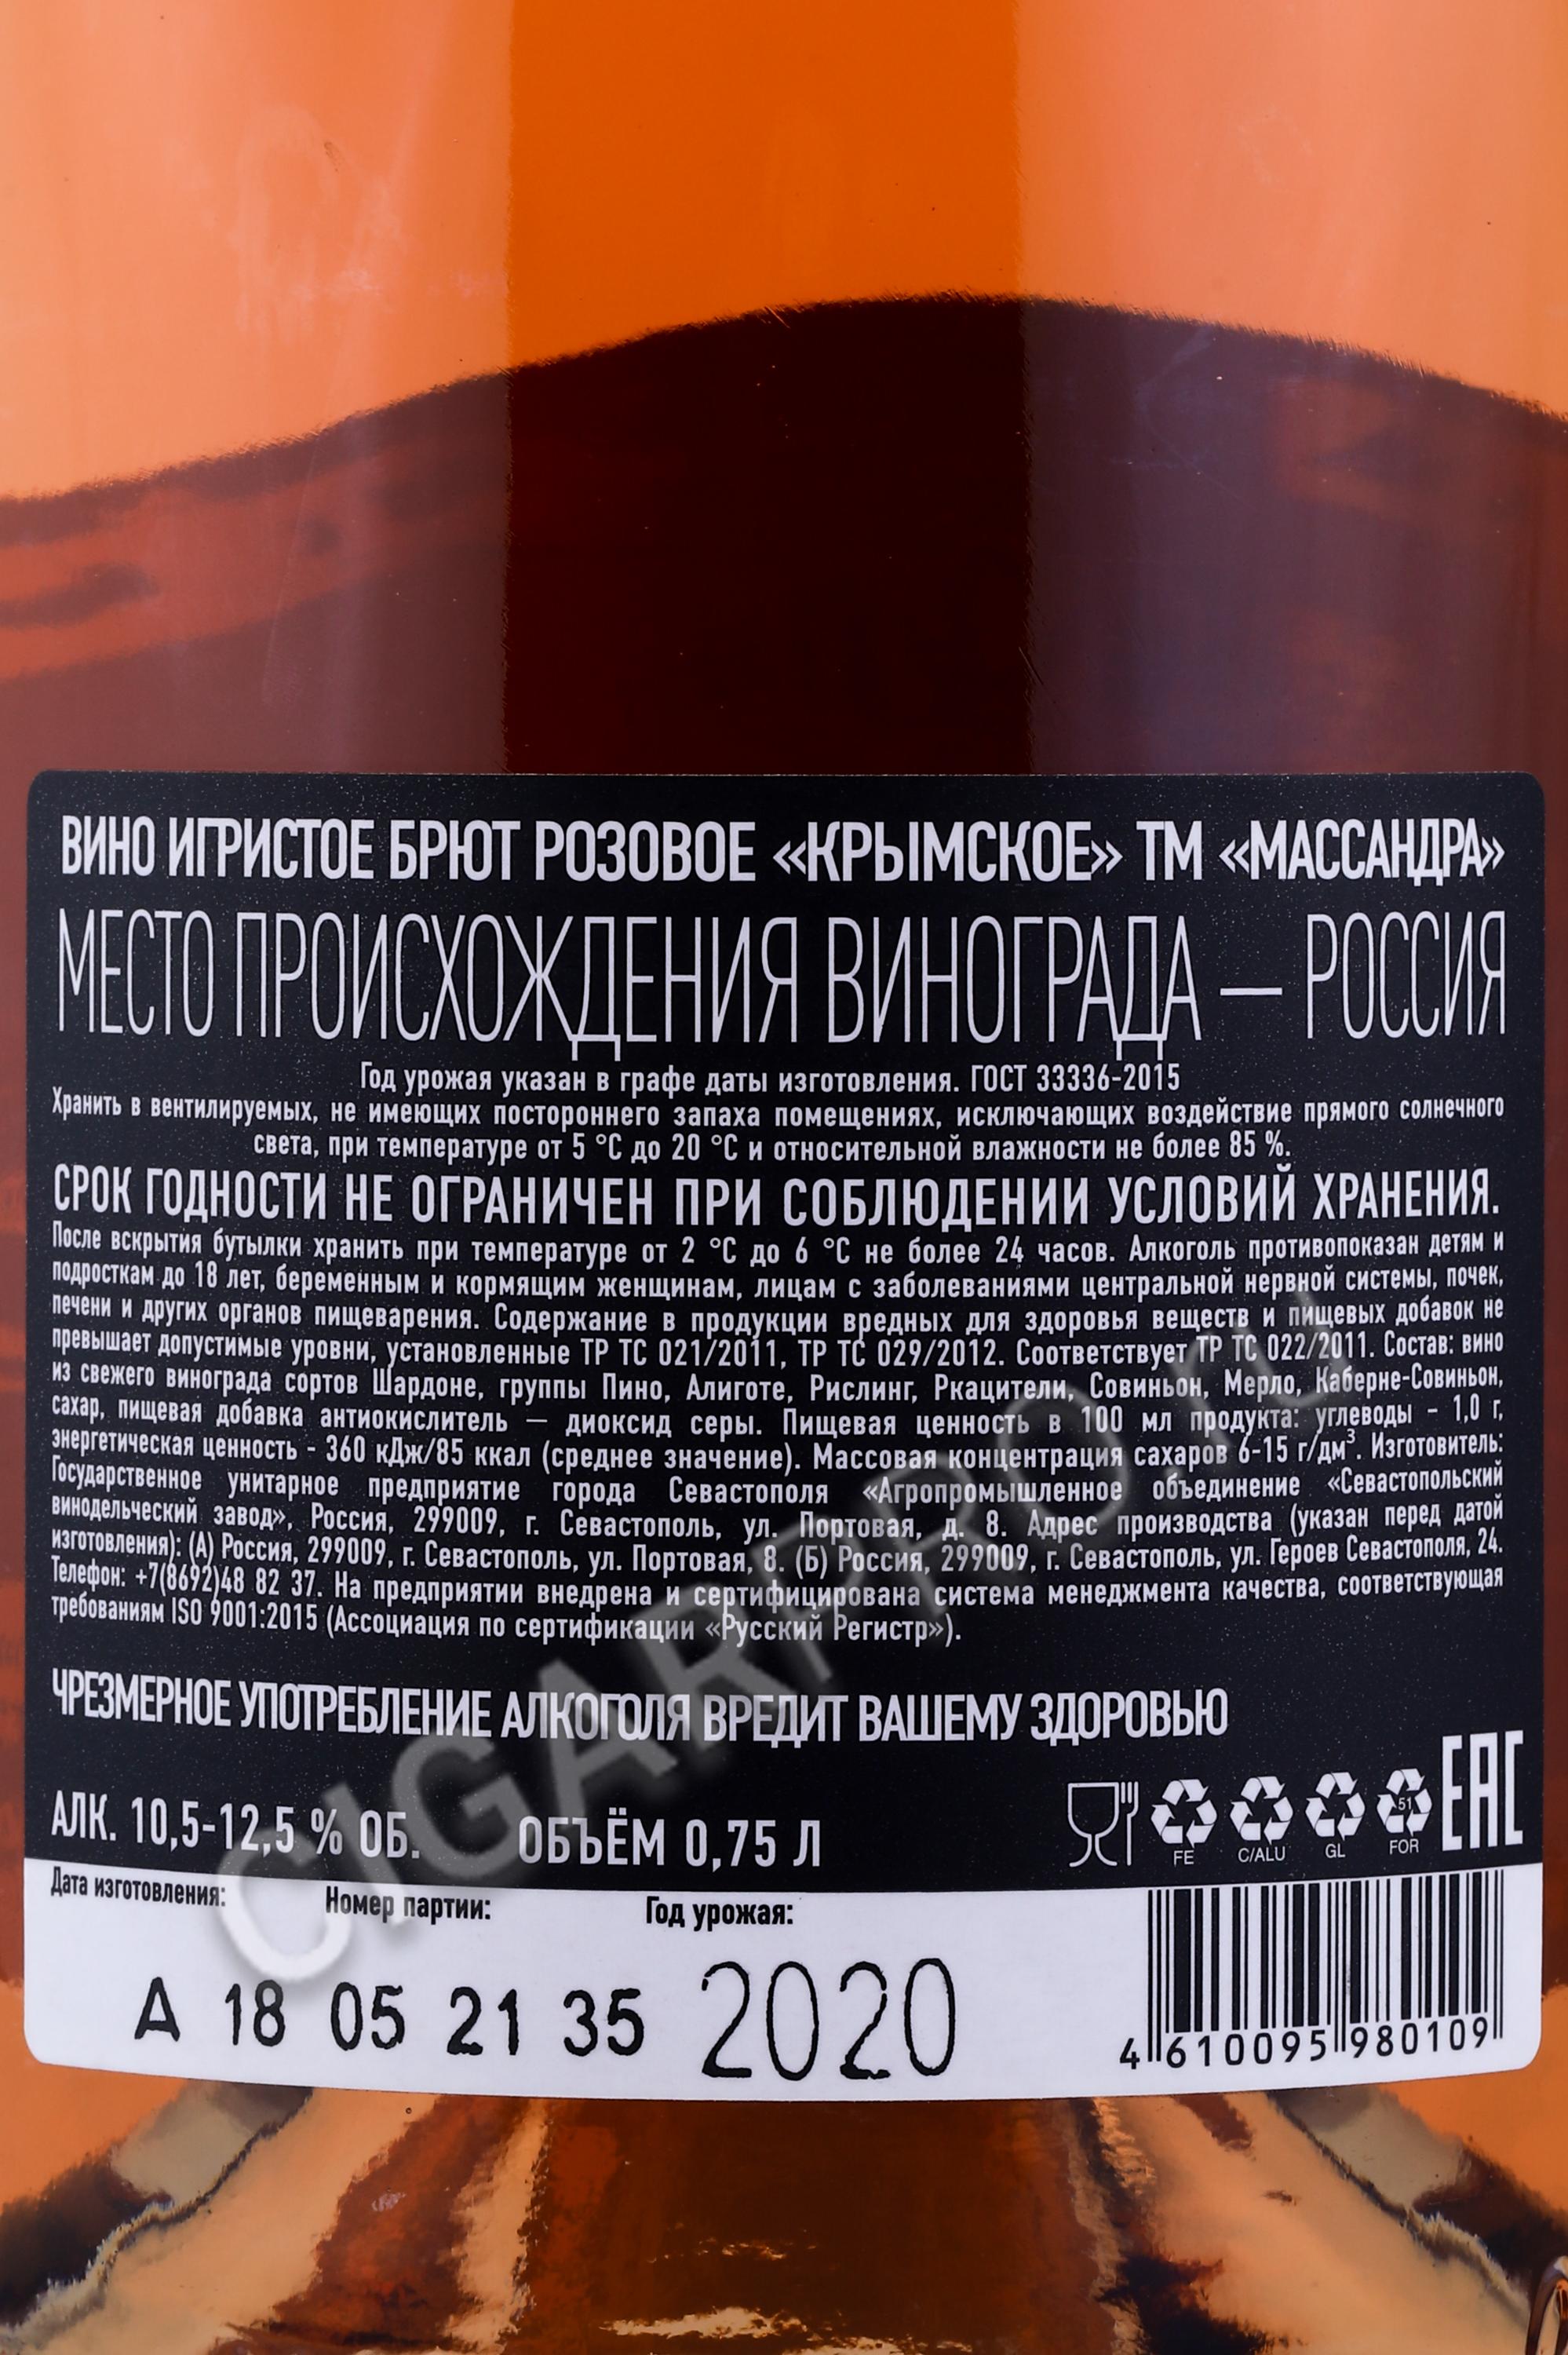 ВИНО ИГРИСТОЕ БРЮТ РОЗОВОЕ «КРЫМСКОЕ» ТМ «МАССАНДРА»
МЕСТО ПРОИСХОЖДЕНИЯ ВИНОГРАДА — РОССИЯ
Год урожая указан в графе даты изготовления. ГОСТ 33336-2015
Хранить в вентилируемых, не имеющих постороннего запаха помещениях, исключающих воздействие прямого солнечного
света, при температуре от 5 °C до 20 °C и относительной влажности не более 85 %.
СРОК ГОДНОСТИ НЕ ОГРАНИЧЕН ПРИ СОБЛЮДЕНИИ УСЛОВИЙ ХРАНЕНИЯ.
После вскрытия бутылки хранить при температуре от 2 °C до 6 °C не более 24 часов. Алкоголь противопоказан детям и
подросткам до 18 лет, беременным и кормящим женщинам, лицам с заболеваниями центральной нервной системы, почек,
печени и других органов пищеварения. Содержание в продукции вредных для здоровья веществ и пищевых добавок не
превышает допустимые уровни, установленные ТР ТС 021/2011, ТР ТС 029/2012. Соответствует ТР ТС 022/2011. Состав: вино
из свежего винограда сортов Шардоне, группы Пино, Алиготе, Рислинг, Ркацители, Совиньон, Мерло, Каберне-Совиньон,
сахар, пищевая добавка антиокислитель — диоксид серы. Пищевая ценность в 100 мл продукта: углеводы - 1,0 г,
энергетическая ценность - 360 кДж/85 ккал (среднее значение). Массовая концентрация сахаров 6-15 г/дм³. Изготовитель:
Государственное унитарное предприятие города Севастополя «Агропромышленное объединение «Севастопольский
винодельческий завод», Россия, 299009, г. Севастополь, ул. Портовая, д. 8. Адрес производства (указан перед датой
изготовления): (А) Россия, 299009, г. Севастополь, ул. Портовая, 8. (Б) Россия, 299009, г. Севастополь, ул. Героев Севастополя, 24.
Телефон: +7(8692)48 82 37. На предприятии внедрена и сертифицирована система менеджмента качества, соответствующая
требованиям ISO 9001:2015 (Ассоциация по сертификации «Русский Регистр»).
ЧРЕЗМЕРНОЕ УПОТРЕБЛЕНИЕ АЛКОГОЛЯ ВРЕДИТ ВАШЕМУ ЗДОРОВЬЮ
АЛК. 10,5-12,5 % ОБ. ОБЪЁМ 0,75 Л
FE C/ALU GL 51 FOR EAC
Дата изготовления: Номер партии: Год урожая:
А 18 05 21 35 2020
4 610095 980109
CIGARPRO.RU